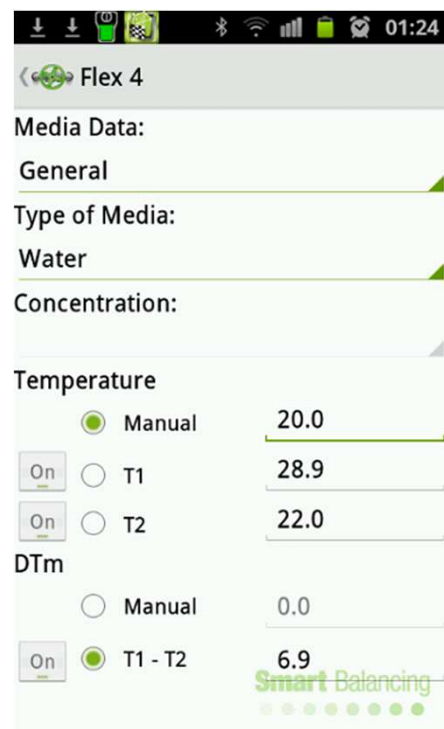 01:24
Flex 4
Media Data:
General
Type of Media:
Water
Concentration:
Temperature
Manual 20.0
On T1 28.9
On T2 22.0
DTm
Manual 0.0
On T1 - T2 6.9
Smart Balancing